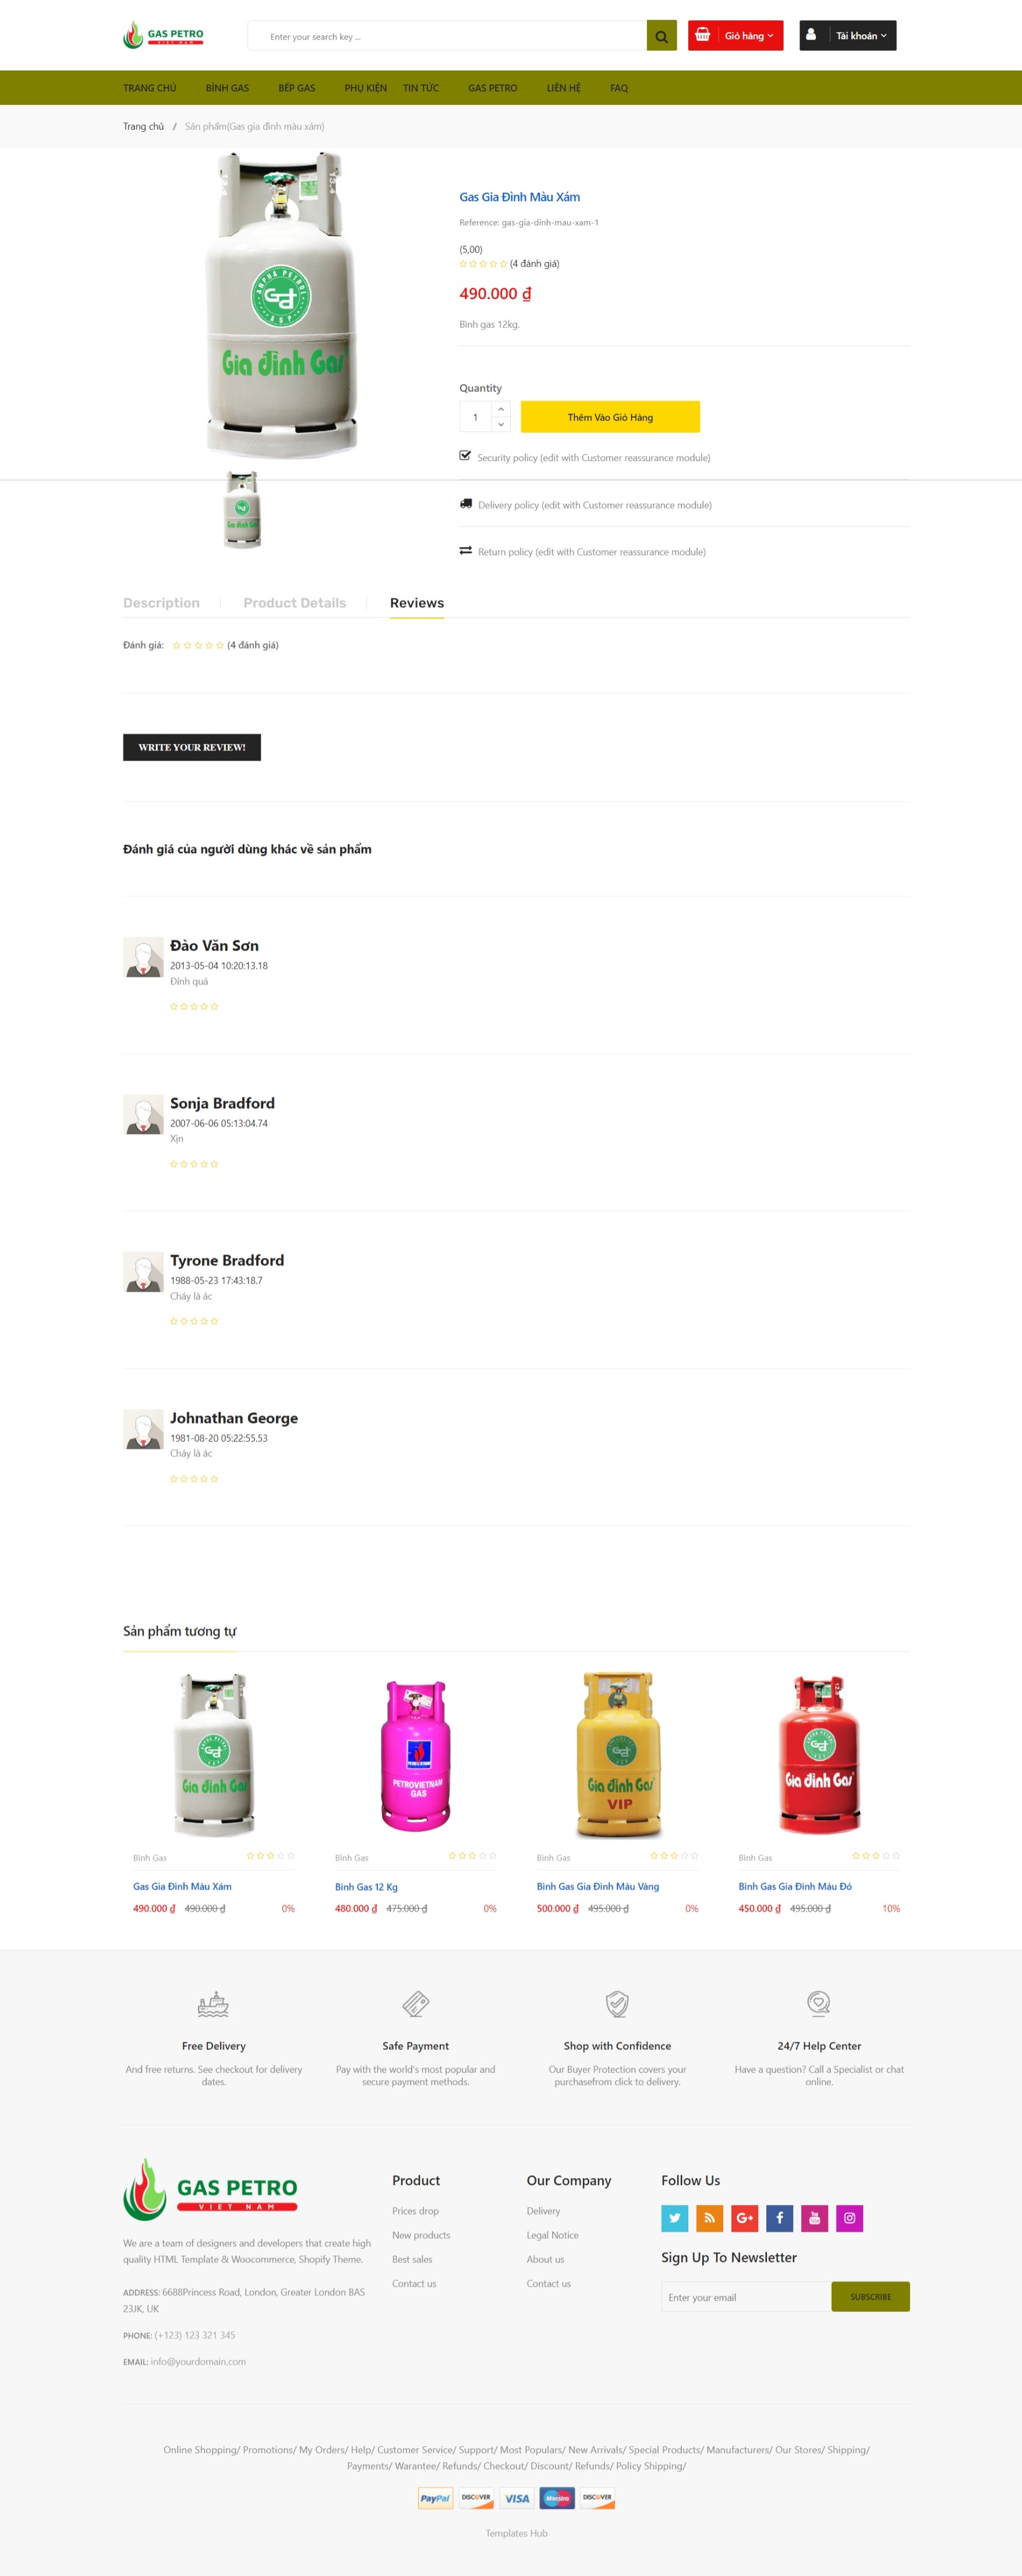 GAS PETRO
VIET NAM
Enter your search key ...
Giỏ hàng
Tài khoản
TRANG CHỦ
BÌNH GAS
BẾP GAS
PHỤ KIỆN
TIN TỨC
GAS PETRO
LIÊN HỆ
FAQ
Trang chủ / Sản phẩm(Gas gia đình màu xám)
ANPHA PETROL
Gđ
ASP
Gia đình Gas
Gas Gia Đình Màu Xám
Reference: gas-gia-dinh-mau-xam-1
(5,00)
(4 đánh giá)
490.000 ₫
Bình gas 12kg.
Quantity
1
Thêm Vào Giỏ Hàng
Security policy (edit with Customer reassurance module)
Delivery policy (edit with Customer reassurance module)
Return policy (edit with Customer reassurance module)
Description
Product Details
Reviews
Đánh giá: (4 đánh giá)
WRITE YOUR REVIEW!
Đánh giá của người dùng khác về sản phẩm
Đào Văn Sơn
2013-05-04 10:20:13.18
Đỉnh quá
Sonja Bradford
2007-06-06 05:13:04.74
Xịn
Tyrone Bradford
1988-05-23 17:43:18.7
Cháy là ác
Johnathan George
1981-08-20 05:22:55.53
Cháy là ác
Sản phẩm tương tự
Gia đình Gas
PETROVIETNAM
GAS
Gia đình Gas
VIP
Gia đình Gas
Bình Gas
Bình Gas
Bình Gas
Bình Gas
Gas Gia Đình Màu Xám
Bình Gas 12 Kg
Bình Gas Gia Đình Màu Vàng
Bình Gas Gia Đình Màu Đỏ
490.000 ₫ 490.000 ₫ 0%
480.000 ₫ 475.000 ₫ 0%
500.000 ₫ 495.000 ₫ 0%
450.000 ₫ 495.000 ₫ 10%
Free Delivery
And free returns. See checkout for delivery
dates.
Safe Payment
Pay with the world's most popular and
secure payment methods.
Shop with Confidence
Our Buyer Protection covers your
purchasefrom click to delivery.
24/7 Help Center
Have a question? Call a Specialist or chat
online.
GAS PETRO
VIET NAM
We are a team of designers and developers that create high
quality HTML Template & Woocommerce, Shopify Theme.
ADDRESS: 6688Princess Road, London, Greater London BAS
23JK, UK
PHONE: (+123) 123 321 345
EMAIL: info@yourdomain.com
Product
Prices drop
New products
Best sales
Contact us
Our Company
Delivery
Legal Notice
About us
Contact us
Follow Us
Sign Up To Newsletter
Enter your email
SUBSCRIBE
Online Shopping/ Promotions/ My Orders/ Help/ Customer Service/ Support/ Most Populars/ New Arrivals/ Special Products/ Manufacturers/ Our Stores/ Shipping/
Payments/ Warantee/ Refunds/ Checkout/ Discount/ Refunds/ Policy Shipping/
PayPal
DISCOVER
VISA
Maestro
DISCOVER
Templates Hub